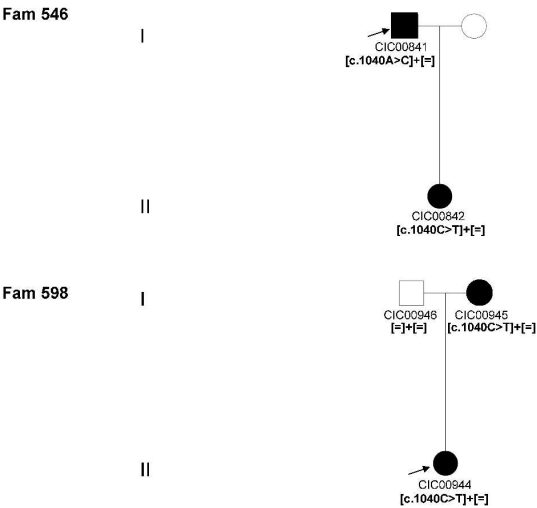 Fam 546
I
CIC00841
[c.1040A>C]+[=]
II
CIC00842
[c.1040C>T]+[=]
Fam 598
I
CIC00946 CIC00945
[=]+[=] [c.1040C>T]+[=]
II
CIC00944
[c.1040C>T]+[=]